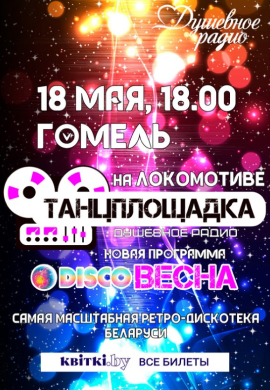 Душевное
радио
18 МАЯ, 18.00
ГОМЕЛЬ
НА ЛОКОМОТИВЕ
ТАНЦПЛОЩАДКА
ДУШЕВНОЕ РАДИО
НОВАЯ ПРОГРАММА
DISCO ВЕСНА
САМАЯ МАСШТАБНАЯ РЕТРО-ДИСКОТЕКА
БЕЛАРУСИ
квiткi.by ВСЕ БИЛЕТЫ